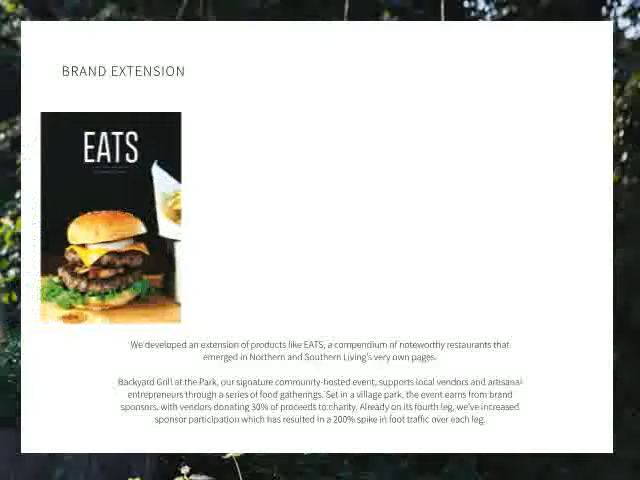 BRAND EXTENSION
EATS
We developed an extension of products like EATS, a compendium of noteworthy restaurants that
emerged in Northern and Southern Living's very own pages.
Backyard Grill at the Park, our signature community-hosted event, supports local vendors and artisanal
entrepreneurs through a series of food gatherings. Set in a village park, the event earns from brand
sponsors, with vendors donating 30% of proceeds to charity. Already on its fourth leg, we've increased
sponsor participation which has resulted in a 200% spike in foot traffic over each leg.